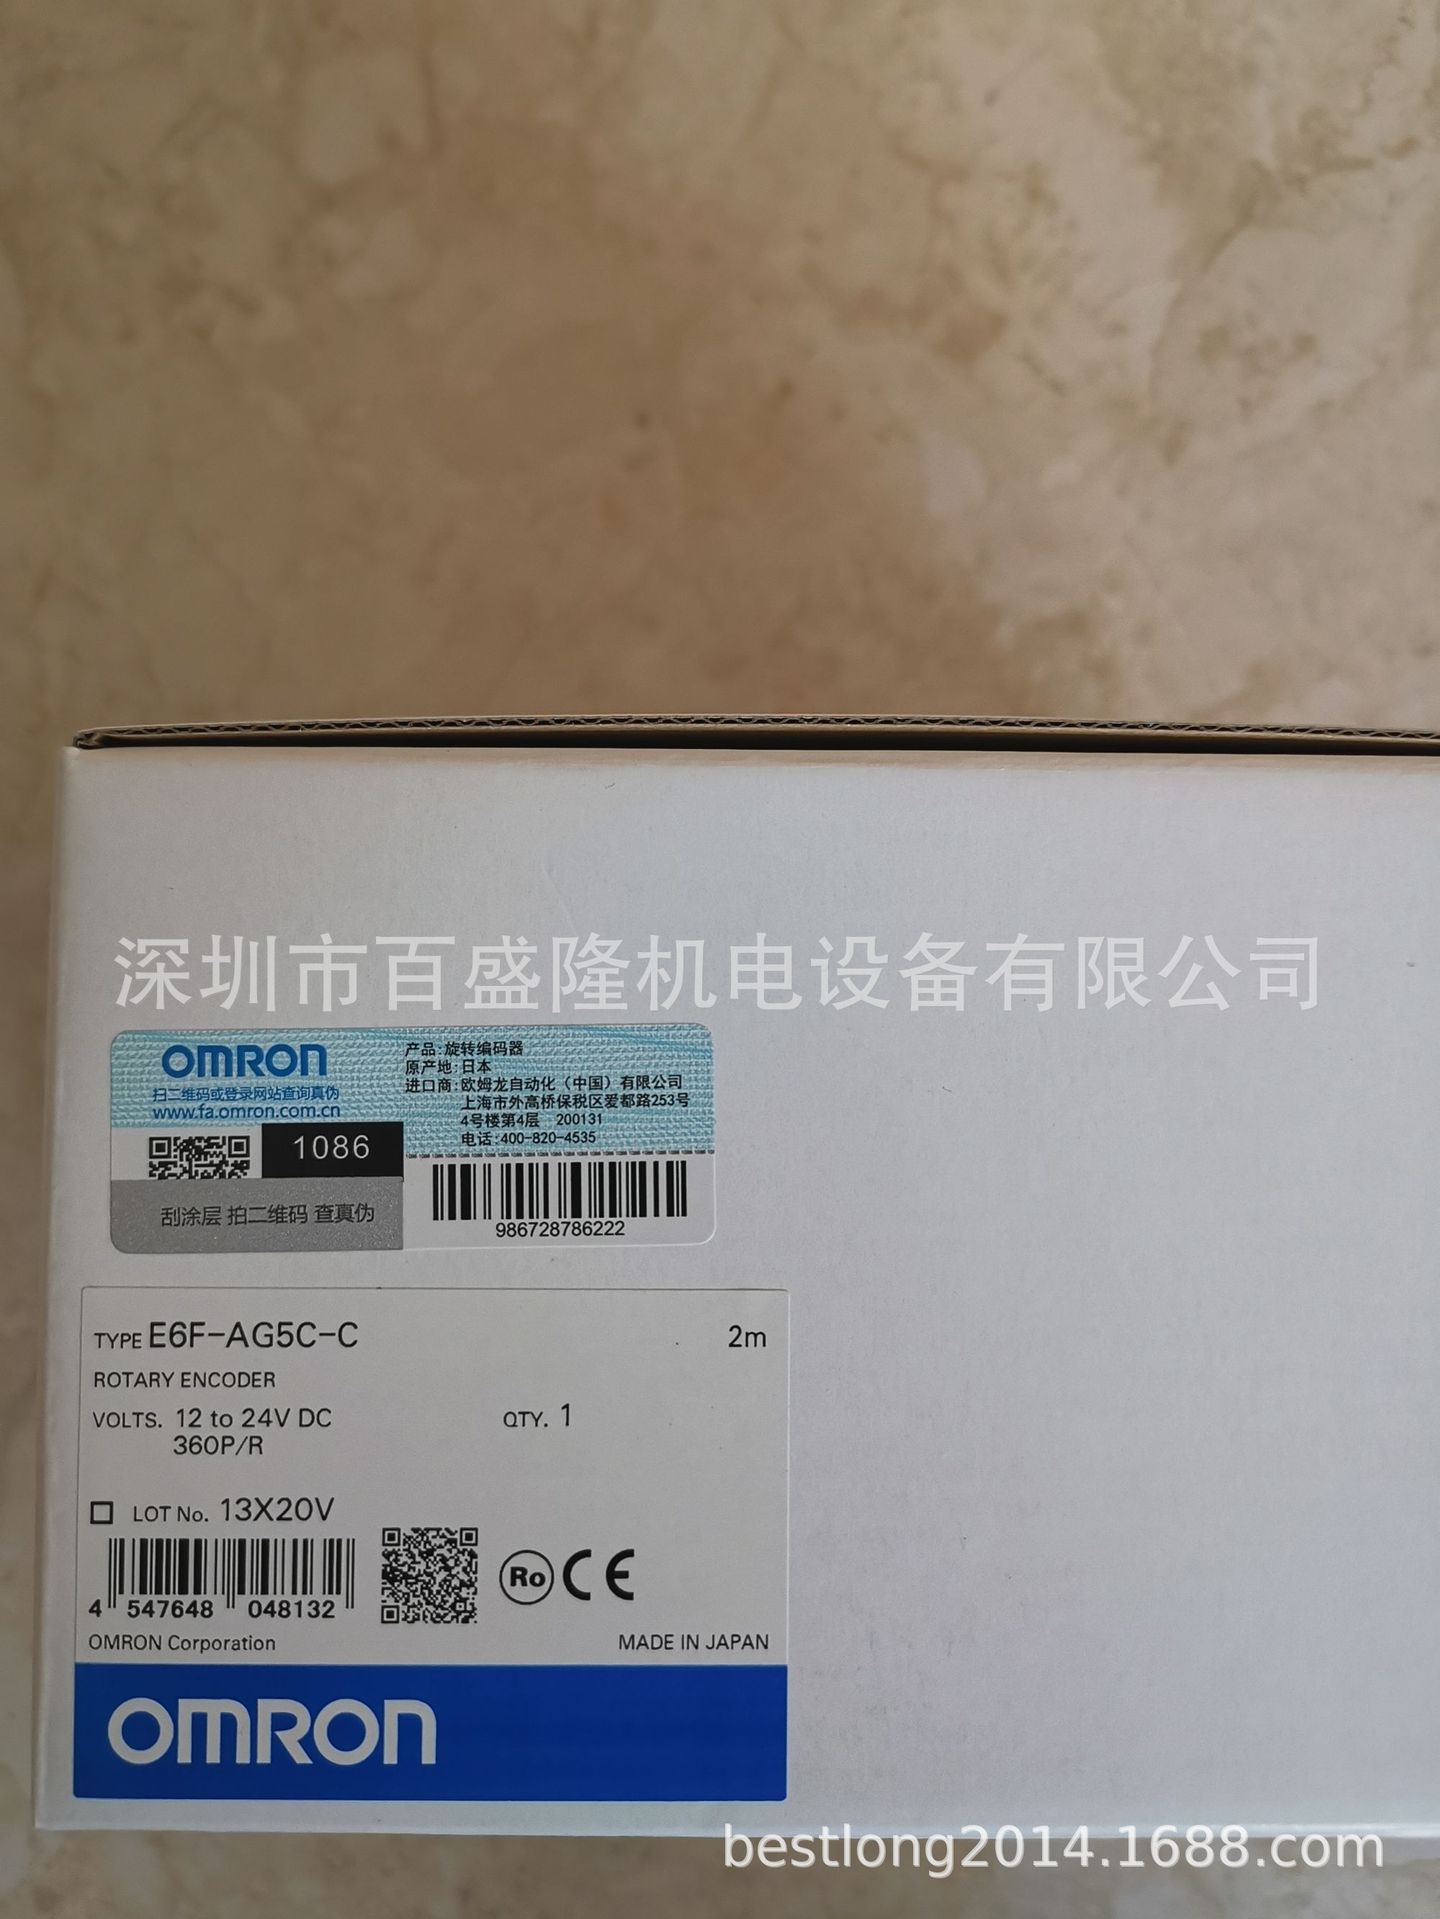 深圳市百盛隆机电设备有限公司
OMRON
扫二维码或登录网站查询真伪
www.fa.omron.com.cn
1086
刮涂层 拍二维码 查真伪
产品:旋转编码器
原产地:日本
进口商:欧姆龙自动化（中国）有限公司
上海市外高桥保税区爱都路253号
4号楼第4层 200131
电话:400-820-4535
986728786222
TYPE E6F-AG5C-C 2m
ROTARY ENCODER
VOLTS. 12 to 24V DC QTY. 1
360P/R
LOT No. 13X20V
Ro CE
4 547648 048132
OMRON Corporation MADE IN JAPAN
OMRON
bestlong2014.1688.com